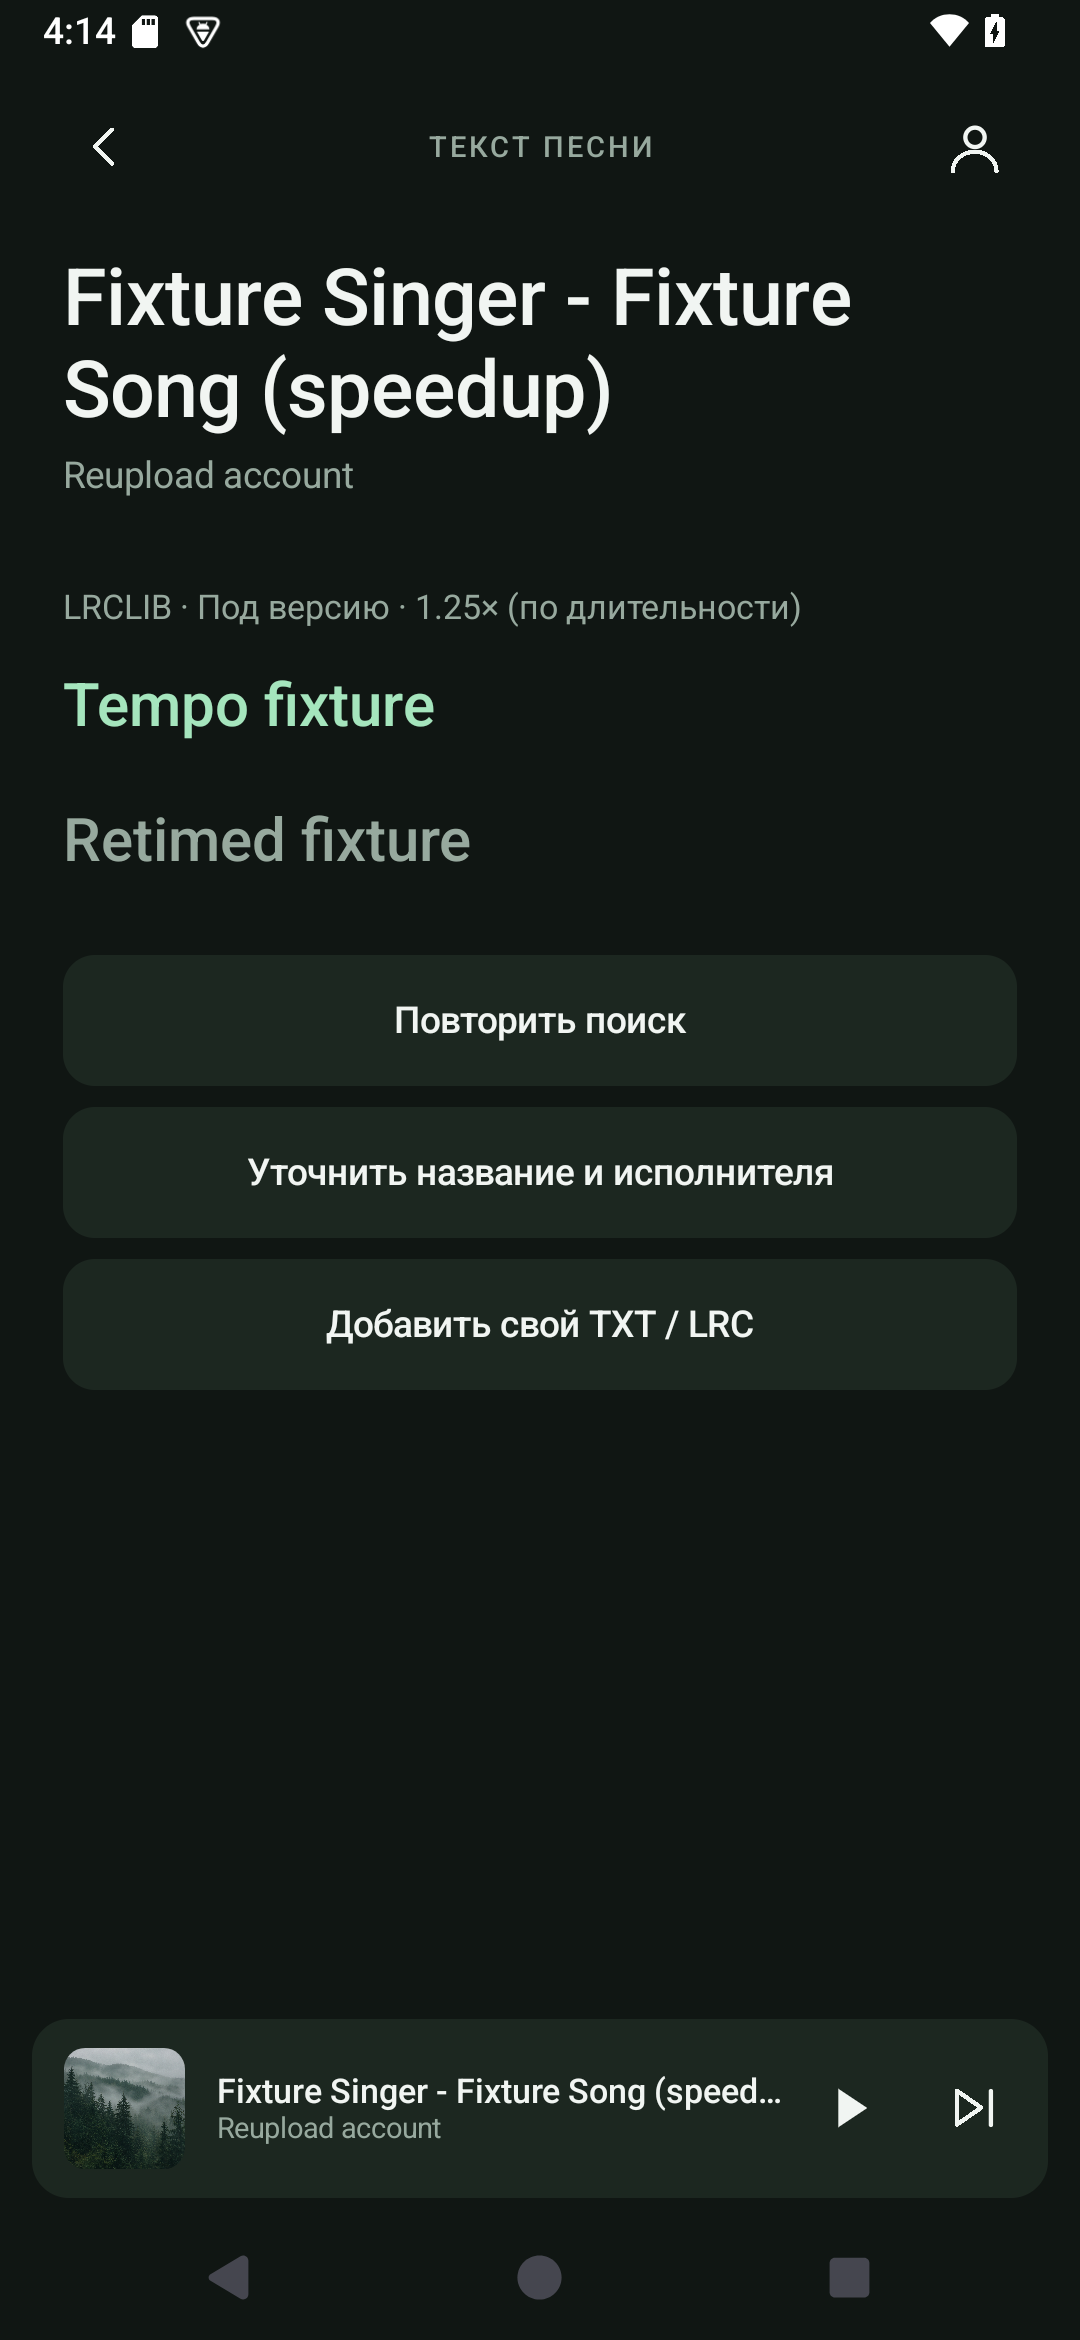 4:14
ТЕКСТ ПЕСНИ
Fixture Singer - Fixture
Song (speedup)
Reupload account
LRCLIB · Под версию · 1.25× (по длительности)
Tempo fixture
Retimed fixture
Повторить поиск
Уточнить название и исполнителя
Добавить свой TXT / LRC
Fixture Singer - Fixture Song (speed...
Reupload account